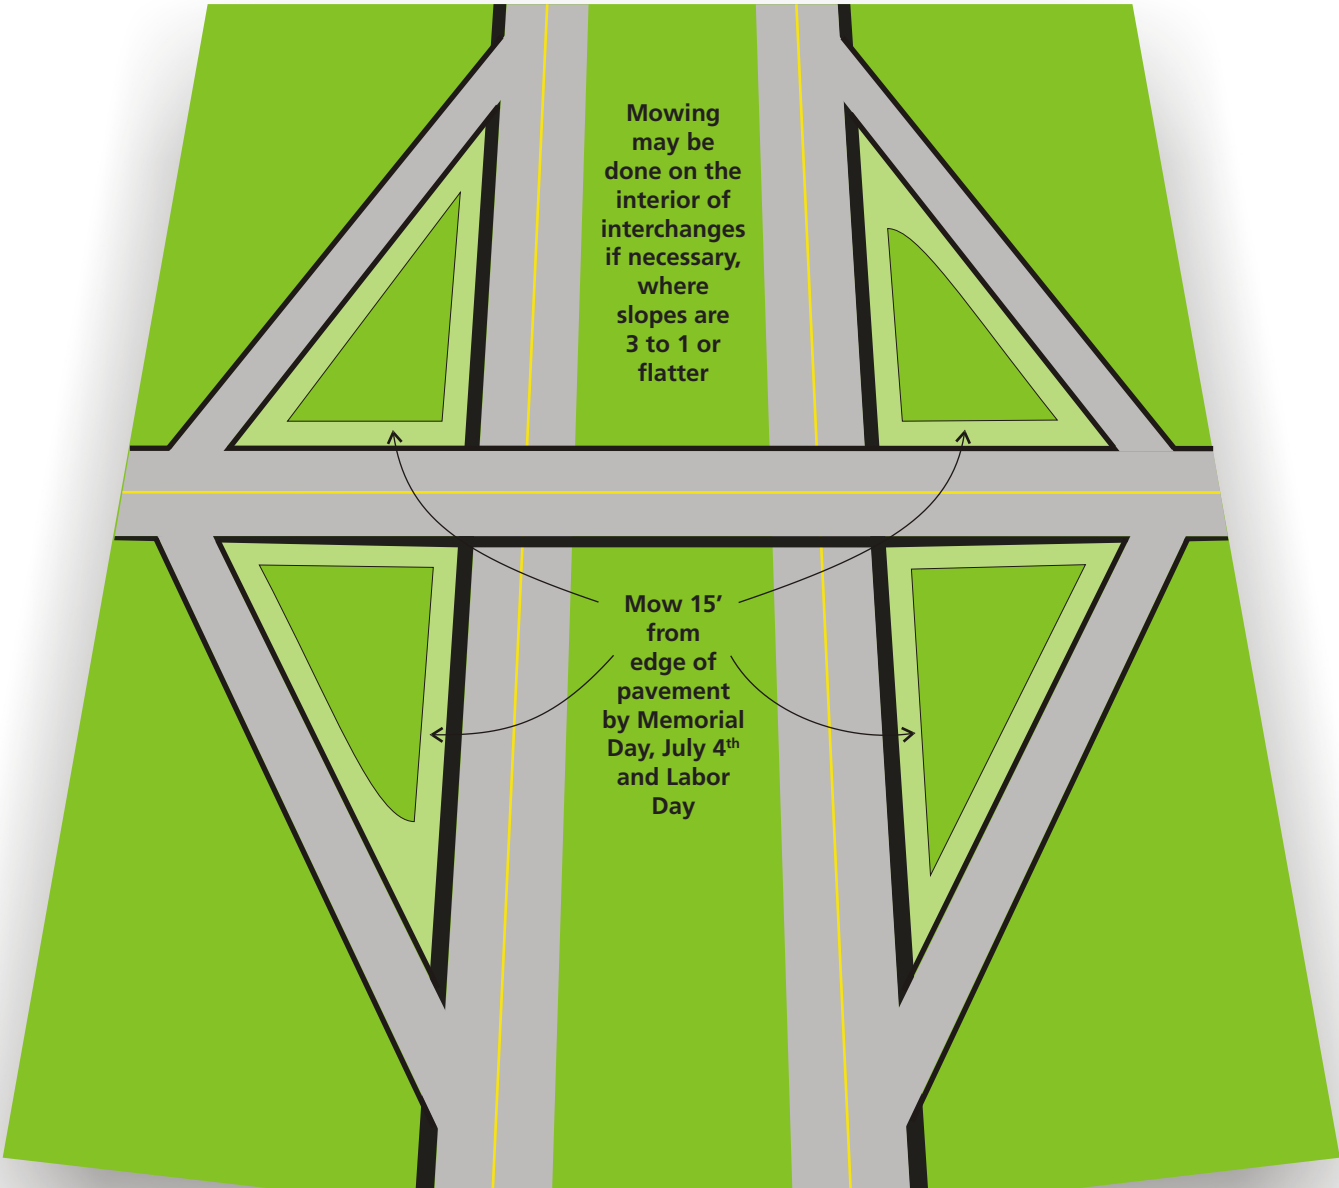 Mowing
may be
done on the
interior of
interchanges
if necessary,
where
slopes are
3 to 1 or
flatter
Mow 15’
from
edge of
pavement
by Memorial
Day, July 4th
and Labor
Day